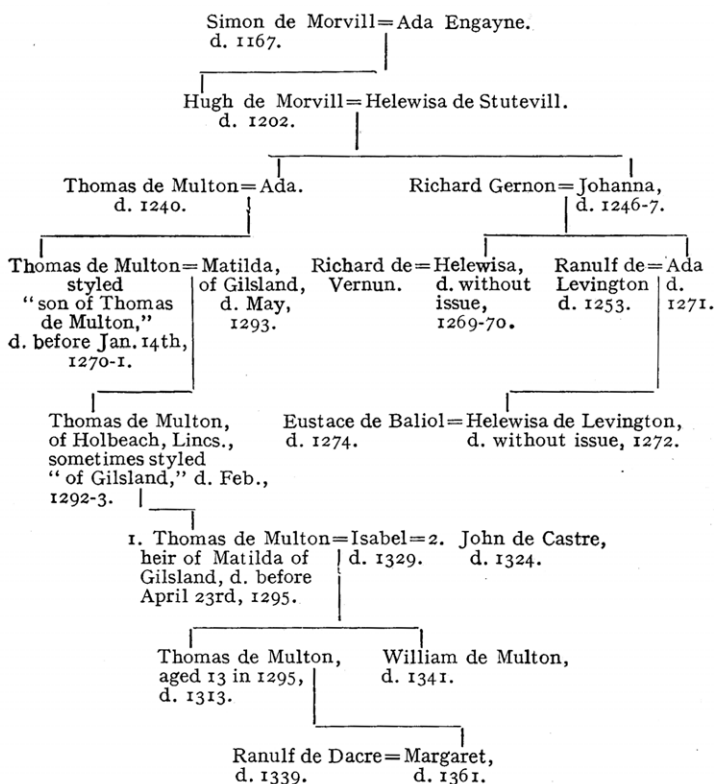 Simon de Morvill=Ada Engayne.
d. 1167.
Hugh de Morvill=Helewisa de Stutevill.
d. 1202.
Thomas de Multon=Ada.
d. 1240.
Richard Gernon=Johanna,
d. 1246-7.
Thomas de Multon=Matilda,
styled
"son of Thomas
de Multon,"
d. before Jan. 14th,
1270-1.
of Gilsland,
d. May,
1293.
Richard de=Helewisa,
Vernun.
d. without
issue,
1269-70.
Ranulf de=Ada
Levington
d. 1253.
d.
1271.
Thomas de Multon,
of Holbeach, Lincs.,
sometimes styled
"of Gilsland," d. Feb.,
1292-3.
Eustace de Baliol=Helewisa de Levington,
d. 1274.
d. without issue, 1272.
1. Thomas de Multon=Isabel=2. John de Castre,
heir of Matilda of
Gilsland, d. before
April 23rd, 1295.
d. 1329.
d. 1324.
Thomas de Multon,
aged 13 in 1295,
d. 1313.
William de Multon,
d. 1341.
Ranulf de Dacre=Margaret,
d. 1339.
d. 1361.